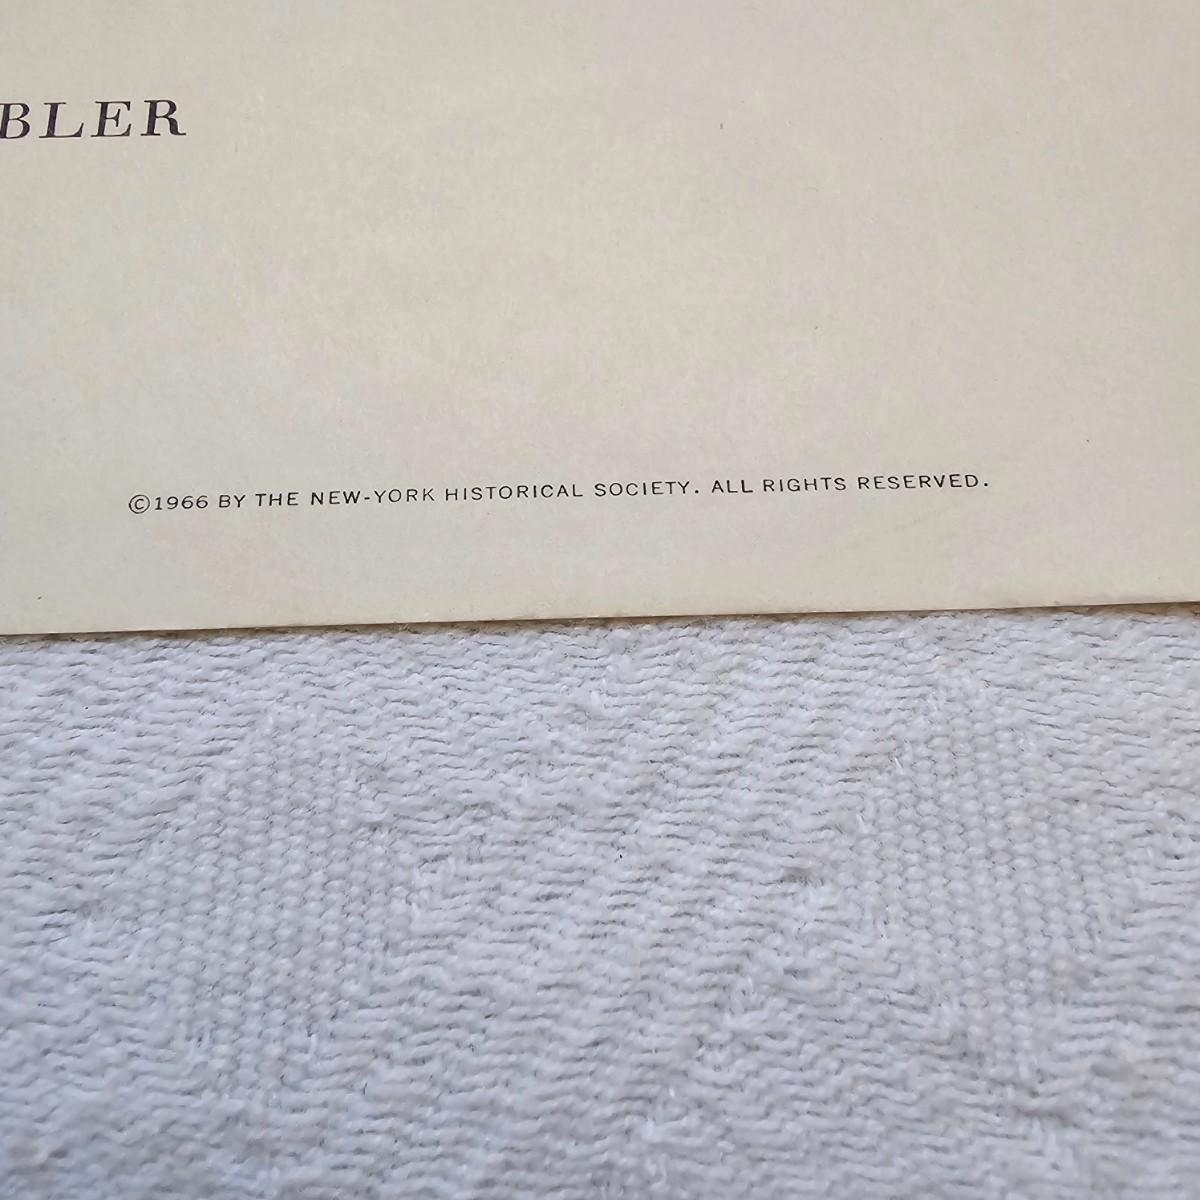 BLER
©1966 BY THE NEW-YORK HISTORICAL SOCIETY. ALL RIGHTS RESERVED.